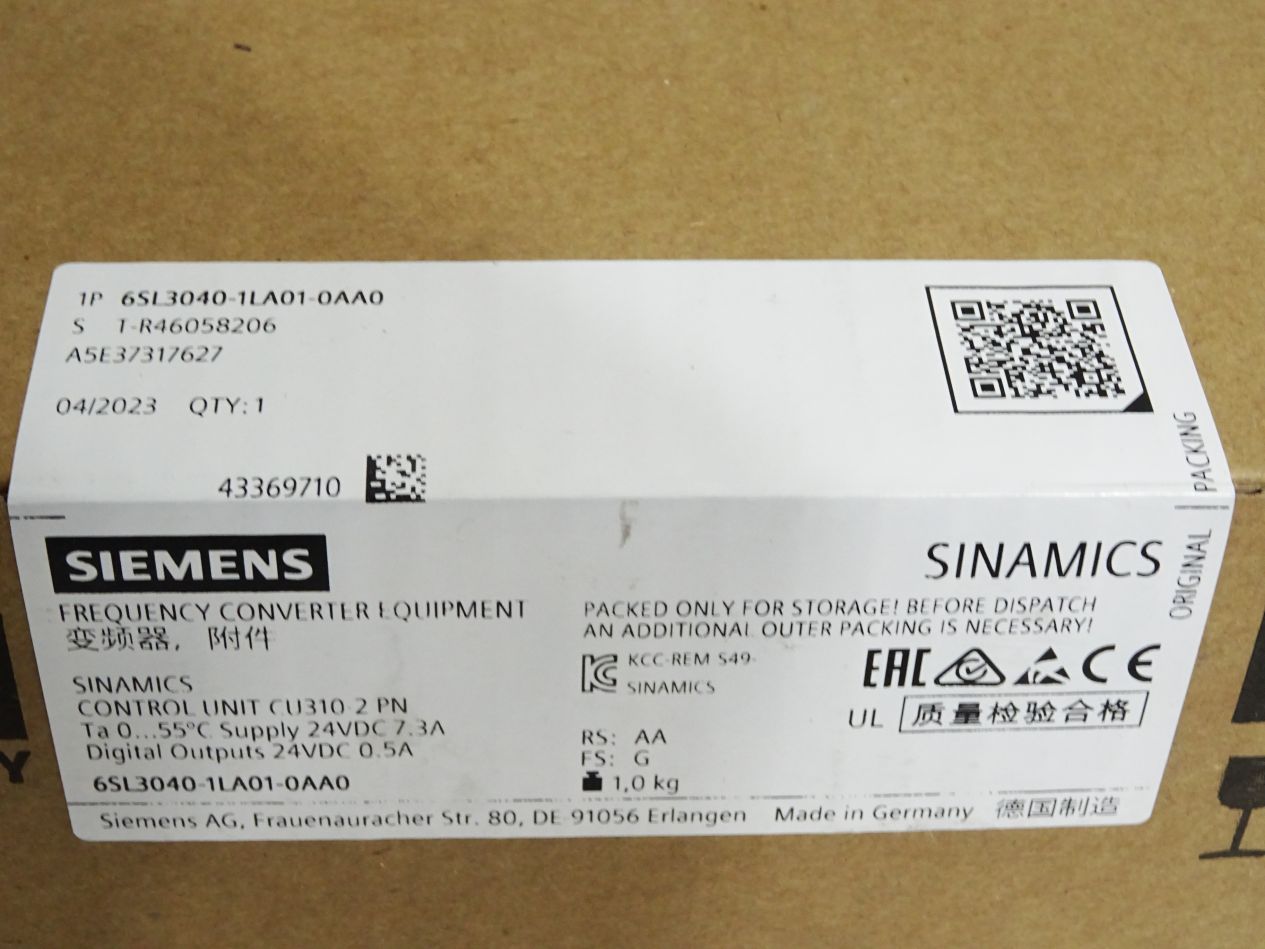 1P 6SL3040-1LA01-0AA0
S T-R46058206
A5E37317627
04/2023 QTY: 1
43369710
ORIGINAL PACKING
SIEMENS
SINAMICS
FREQUENCY CONVERTER EQUIPMENT
变频器, 附件
PACKED ONLY FOR STORAGE! BEFORE DISPATCH
AN ADDITIONAL OUTER PACKING IS NECESSARY!
KCC-REM S49-
SINAMICS
EAC CE
UL 质量检验合格
SINAMICS
CONTROL UNIT CU310-2 PN
Ta 0...55°C Supply 24VDC 7.3A
Digital Outputs 24VDC 0.5A
6SL3040-1LA01-0AA0
RS: AA
FS: G
1,0 kg
Siemens AG, Frauenauracher Str. 80, DE-91056 Erlangen Made in Germany 德国制造
Y